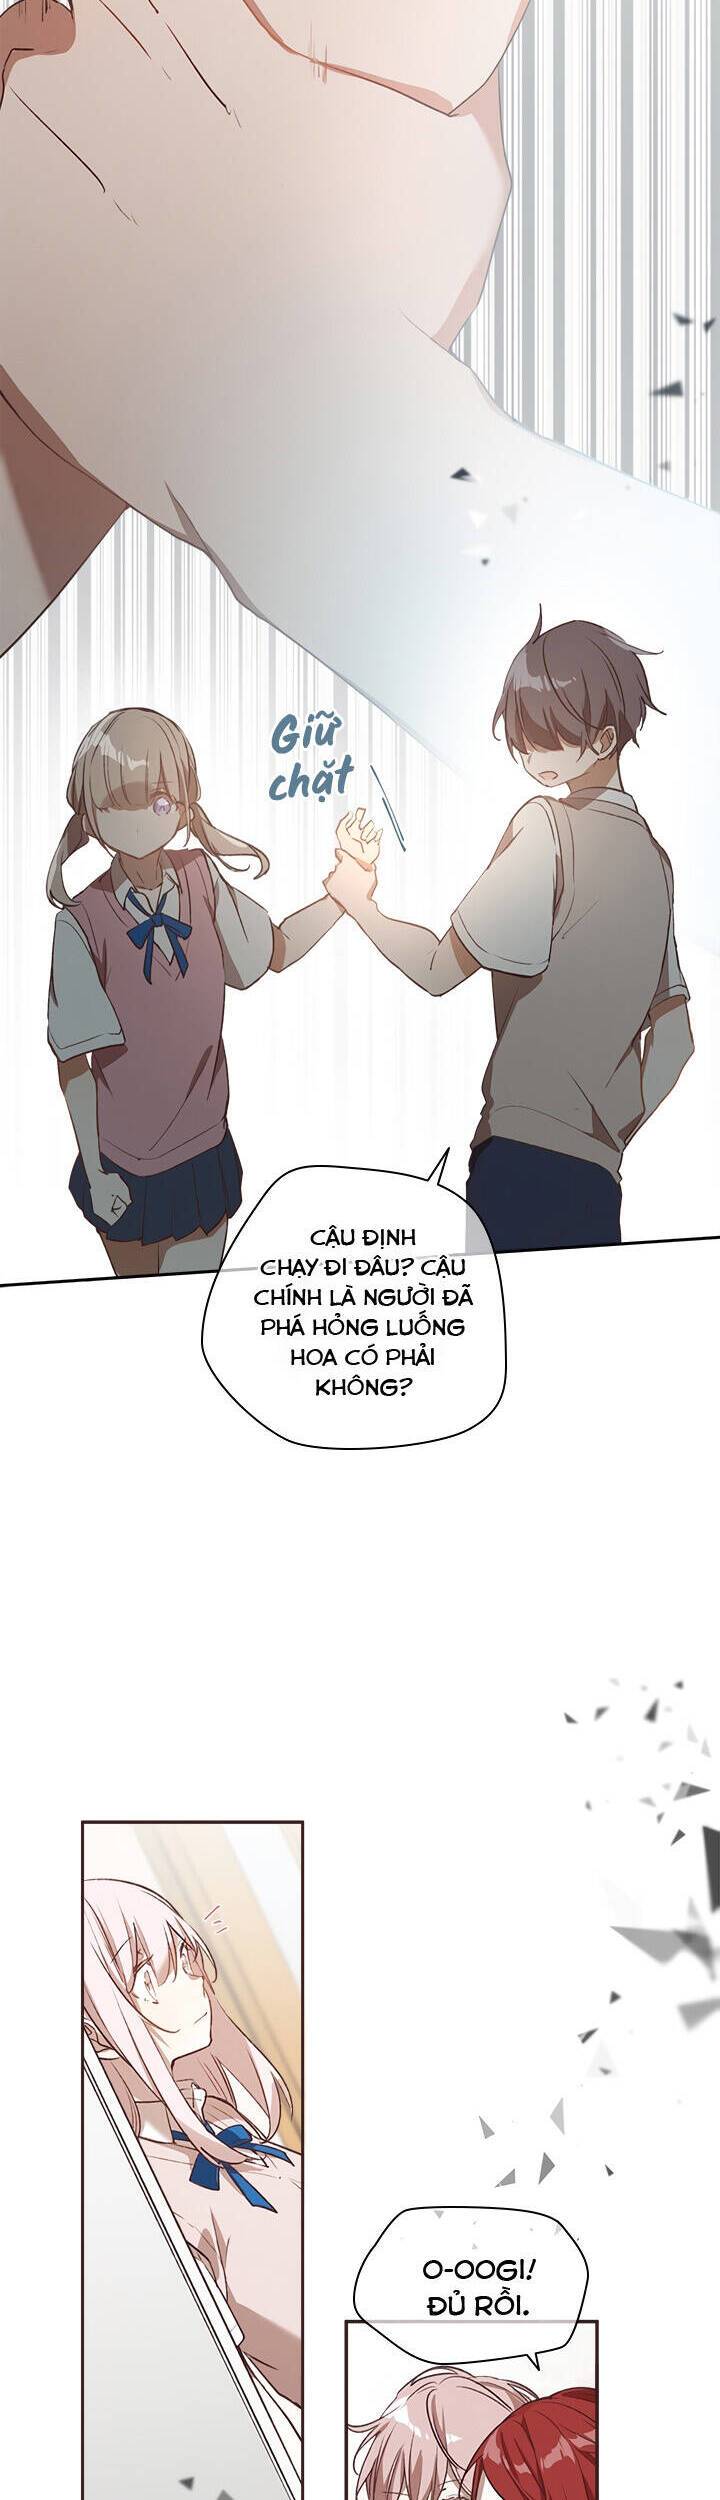 Giữ
chặt
CẬU ĐỊNH
CHẠY ĐI ĐÂU? CẬU
CHÍNH LÀ NGƯỜI ĐÃ
PHÁ HỎNG LUỐNG
HOA CÓ PHẢI
KHÔNG?
O-OOGI!
ĐỦ RỒI.